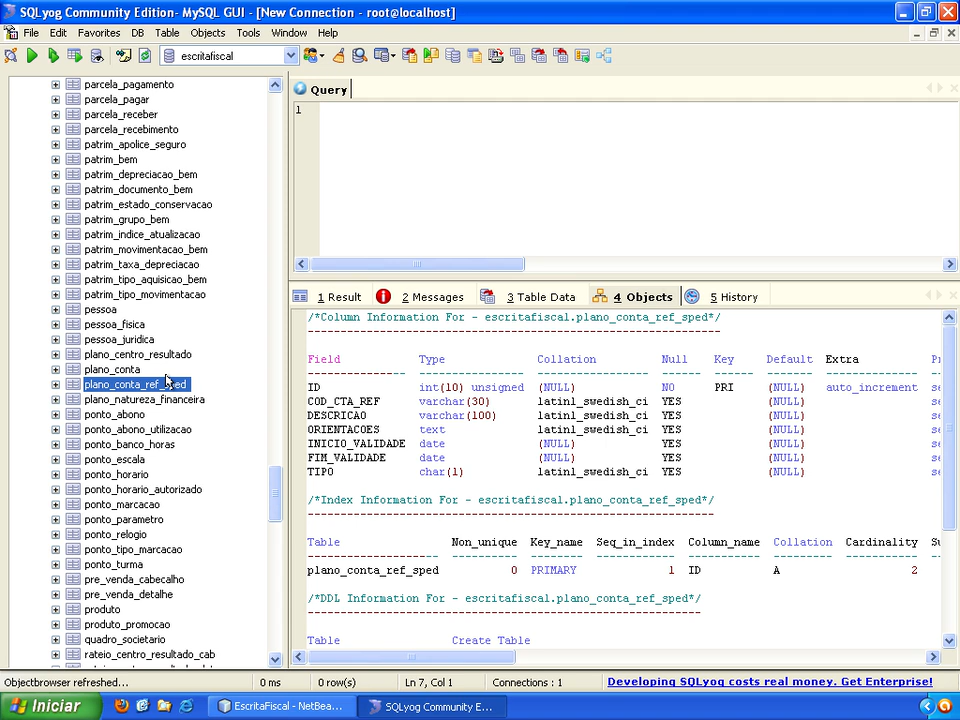 SQLyog Community Edition- MySQL GUI - [New Connection - root@localhost]
File Edit Favorites DB Table Objects Tools Window Help
escritafiscal
parcela_pagamento
parcela_pagar
parcela_receber
parcela_recebimento
patrim_apolice_seguro
patrim_bem
patrim_depreciacao_bem
patrim_documento_bem
patrim_estado_conservacao
patrim_grupo_bem
patrim_indice_atualizacao
patrim_movimentacao_bem
patrim_taxa_depreciacao
patrim_tipo_aquisicao_bem
patrim_tipo_movimentacao
pessoa
pessoa_fisica
pessoa_juridica
plano_centro_resultado
plano_conta
plano_conta_ref_sped
plano_natureza_financeira
ponto_abono
ponto_abono_utilizacao
ponto_banco_horas
ponto_escala
ponto_horario
ponto_horario_autorizado
ponto_marcacao
ponto_parametro
ponto_relogio
ponto_tipo_marcacao
ponto_turma
pre_venda_cabecalho
pre_venda_detalhe
produto
produto_promocao
quadro_societario
rateio_centro_resultado_cab
Query
1
1 Result 2 Messages 3 Table Data 4 Objects 5 History
/*Column Information For - escritafiscal.plano_conta_ref_sped*/
Field Type Collation Null Key Default Extra
ID int(10) unsigned (NULL) NO PRI (NULL) auto_increment
COD_CTA_REF varchar(30) latin1_swedish_ci YES (NULL)
DESCRICAO varchar(100) latin1_swedish_ci YES (NULL)
ORIENTACOES text latin1_swedish_ci YES (NULL)
INICIO_VALIDADE date (NULL) YES (NULL)
FIM_VALIDADE date (NULL) YES (NULL)
TIPO char(1) latin1_swedish_ci YES (NULL)
/*Index Information For - escritafiscal.plano_conta_ref_sped*/
Table Non_unique Key_name Seq_in_index Column_name Collation Cardinality
plano_conta_ref_sped 0 PRIMARY 1 ID A 2
/*DDL Information For - escritafiscal.plano_conta_ref_sped*/
Table Create Table
Objectbrowser refreshed... 0 ms 0 row(s) Ln 7, Col 1 Connections : 1 Developing SQLyog costs real money. Get Enterprise!
Iniciar EscritaFiscal - NetBea... SQLyog Community E...